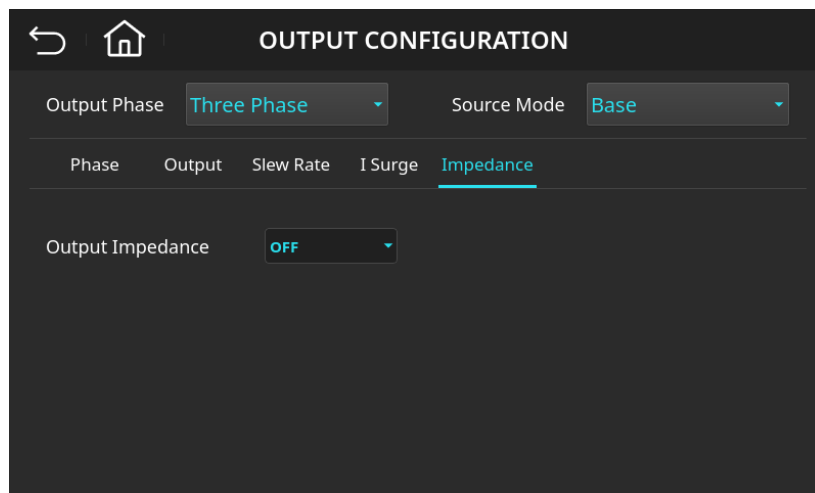 OUTPUT CONFIGURATION
Output Phase Three Phase Source Mode Base
Phase Output Slew Rate I Surge Impedance
Output Impedance OFF